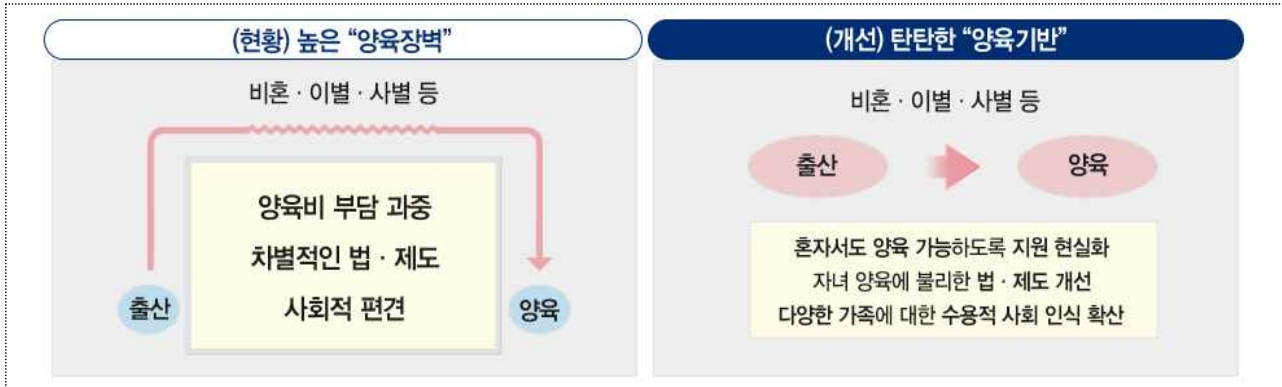 (현황) 높은 “양육장벽”
비혼 · 이별 · 사별 등
양육비 부담 과중
차별적인 법 · 제도
사회적 편견
출산
양육
(개선) 탄탄한 “양육기반”
비혼 · 이별 · 사별 등
출산
양육
혼자서도 양육 가능하도록 지원 현실화
자녀 양육에 불리한 법 · 제도 개선
다양한 가족에 대한 수용적 사회 인식 확산